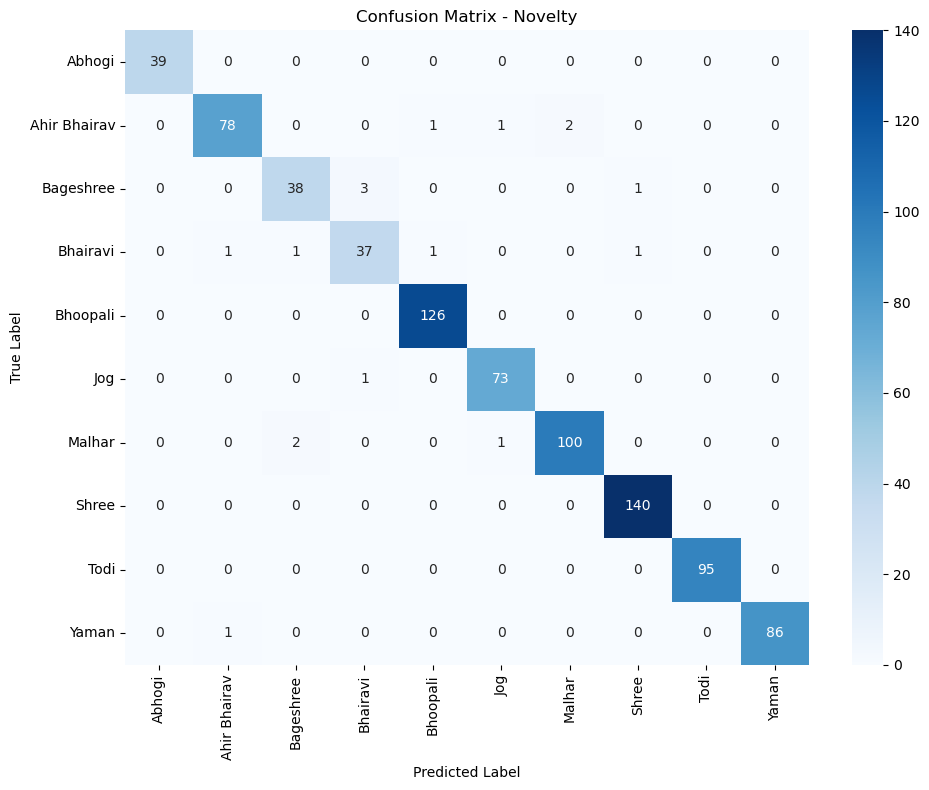 Confusion Matrix - Novelty
True Label
Abhogi 39 0 0 0 0 0 0 0 0 0
Ahir Bhairav 0 78 0 0 1 1 2 0 0 0
Bageshree 0 0 38 3 0 0 0 1 0 0
Bhairavi 0 1 1 37 1 0 0 1 0 0
Bhoopali 0 0 0 0 126 0 0 0 0 0
Jog 0 0 0 1 0 73 0 0 0 0
Malhar 0 0 2 0 0 1 100 0 0 0
Shree 0 0 0 0 0 0 0 140 0 0
Todi 0 0 0 0 0 0 0 0 95 0
Yaman 0 1 0 0 0 0 0 0 0 86
Abhogi
Ahir Bhairav
Bageshree
Bhairavi
Bhoopali
Jog
Malhar
Shree
Todi
Yaman
Predicted Label
140
120
100
80
60
40
20
0